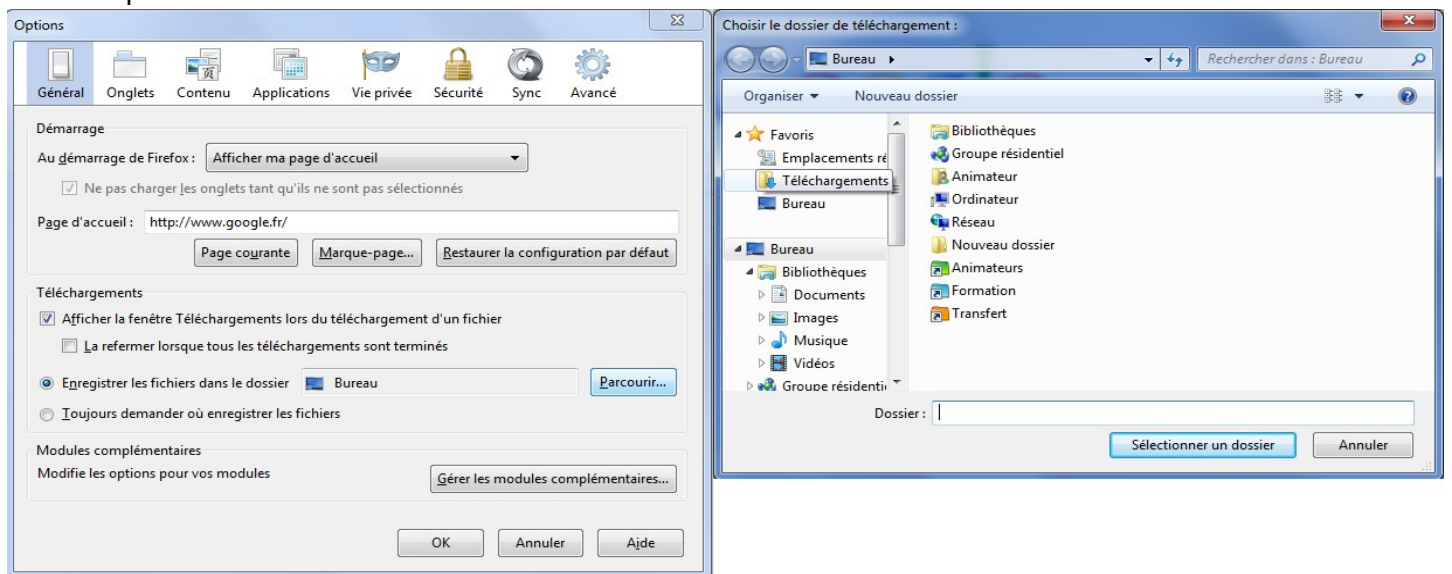 Options
Général Onglets Contenu Applications Vie privée Sécurité Sync Avancé
Démarrage
Au démarrage de Firefox : Afficher ma page d'accueil
Ne pas charger les onglets tant qu'ils ne sont pas sélectionnés
Page d'accueil : http://www.google.fr/
Page courante Marque-page... Restaurer la configuration par défaut
Téléchargements
Afficher la fenêtre Téléchargements lors du téléchargement d'un fichier
La refermer lorsque tous les téléchargements sont terminés
Enregistrer les fichiers dans le dossier Bureau Parcourir...
Toujours demander où enregistrer les fichiers
Modules complémentaires
Modifie les options pour vos modules Gérer les modules complémentaires...
OK Annuler Aide
Choisir le dossier de téléchargement :
Bureau Rechercher dans : Bureau
Organiser Nouveau dossier
Favoris
Emplacements ré
Téléchargements
Bureau
Bureau
Bibliothèques
Documents
Images
Musique
Vidéos
Groupe résidenti
Bibliothèques
Groupe résidentiel
Animateur
Ordinateur
Réseau
Nouveau dossier
Animateurs
Formation
Transfert
Dossier :
Sélectionner un dossier Annuler